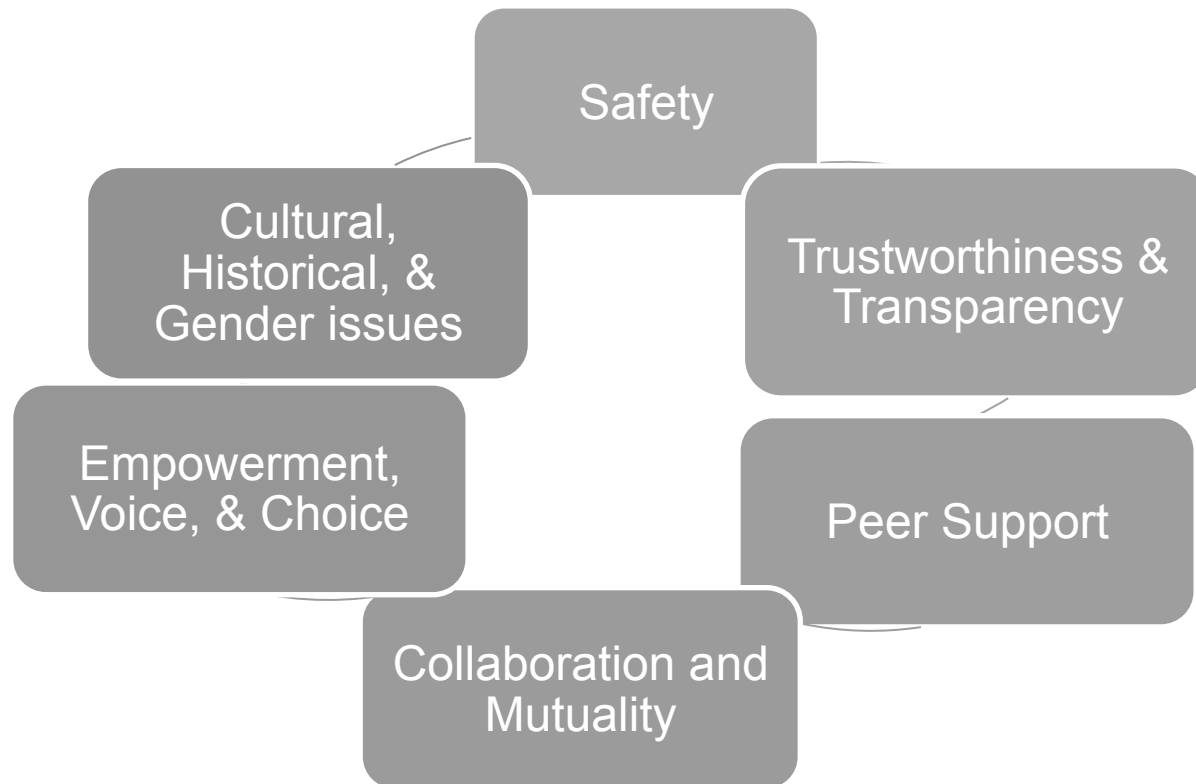 Safety
Trustworthiness &
Transparency
Peer Support
Collaboration and
Mutuality
Empowerment,
Voice, & Choice
Cultural,
Historical, &
Gender issues